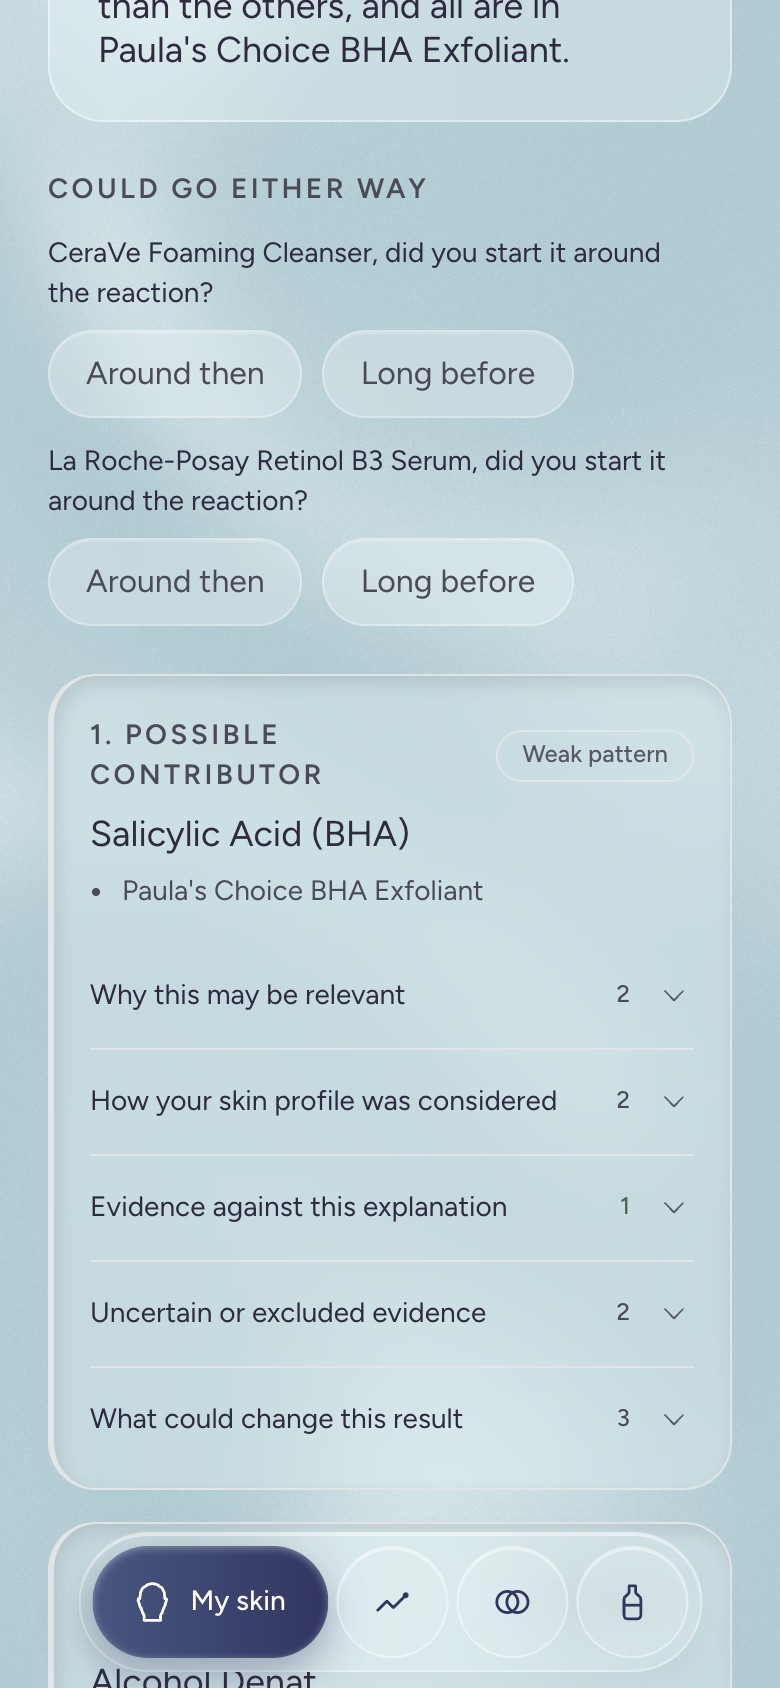 than the others, and all are in
Paula's Choice BHA Exfoliant.
COULD GO EITHER WAY
CeraVe Foaming Cleanser, did you start it around
the reaction?
Around then
Long before
La Roche-Posay Retinol B3 Serum, did you start it
around the reaction?
Around then
Long before
1. POSSIBLE
CONTRIBUTOR
Weak pattern
Salicylic Acid (BHA)
• Paula's Choice BHA Exfoliant
Why this may be relevant 2
How your skin profile was considered 2
Evidence against this explanation 1
Uncertain or excluded evidence 2
What could change this result 3
My skin
Alcohol Denat